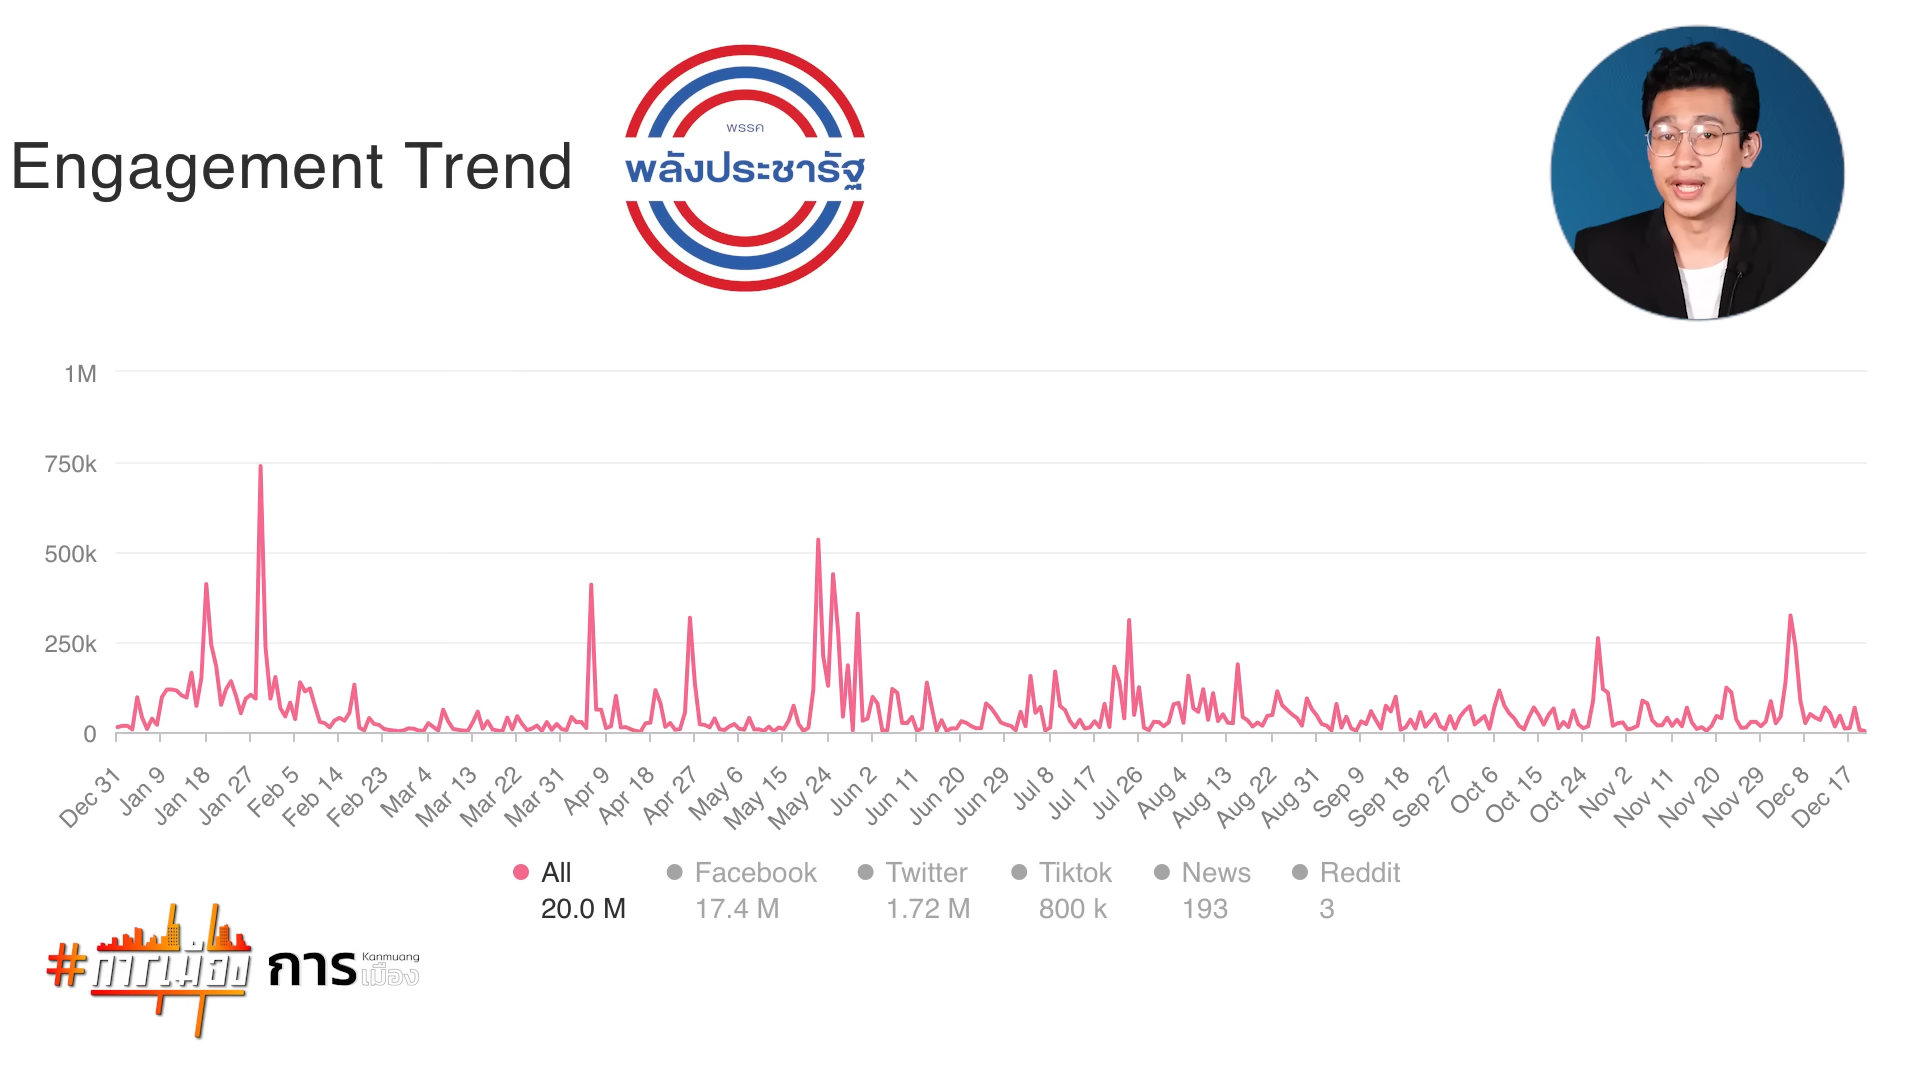 Engagement Trend
พรรค
พลังประชารัฐ
1M
750k
500k
250k
0
Dec 31
Jan 9
Jan 18
Jan 27
Feb 5
Feb 14
Feb 23
Mar 4
Mar 13
Mar 22
Mar 31
Apr 9
Apr 18
Apr 27
May 6
May 15
May 24
Jun 2
Jun 11
Jun 20
Jun 29
Jul 8
Jul 17
Jul 26
Aug 4
Aug 13
Aug 22
Aug 31
Sep 9
Sep 18
Sep 27
Oct 6
Oct 15
Oct 24
Nov 2
Nov 11
Nov 20
Nov 29
Dec 8
Dec 17
All
20.0 M
Facebook
17.4 M
Twitter
1.72 M
Tiktok
800 k
News
193
Reddit
3
#การเมือง
การ
Kanmuang
เมือง